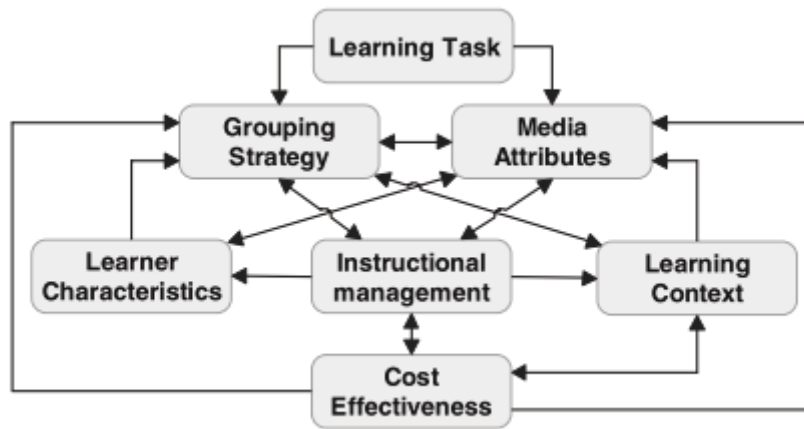 Learning Task
Grouping
Strategy
Media
Attributes
Learner
Characteristics
Instructional
management
Learning
Context
Cost
Effectiveness